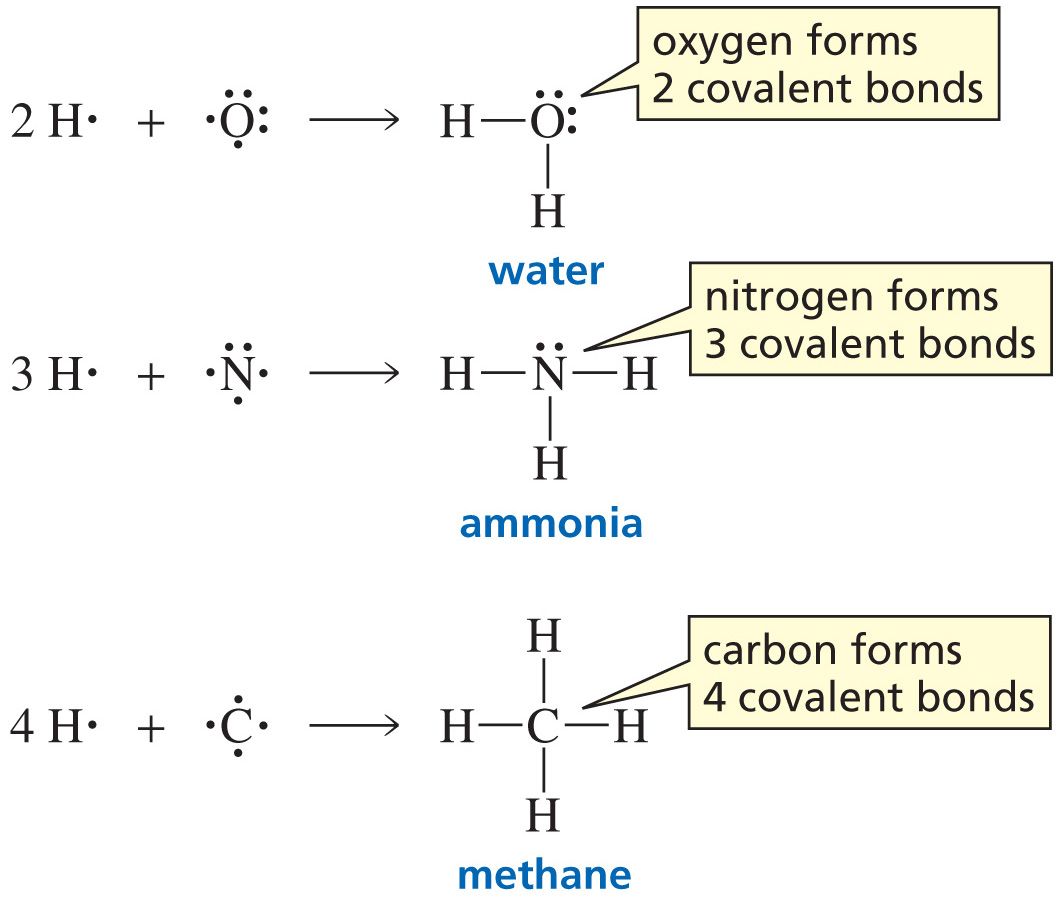 2 H· + ·Ö: ⟶ H—Ö:
oxygen forms
2 covalent bonds
H
water
3 H· + ·N̈· ⟶ H—N̈—H
nitrogen forms
3 covalent bonds
H
ammonia
H
carbon forms
4 covalent bonds
4 H· + ·C· ⟶ H—C—H
H
methane